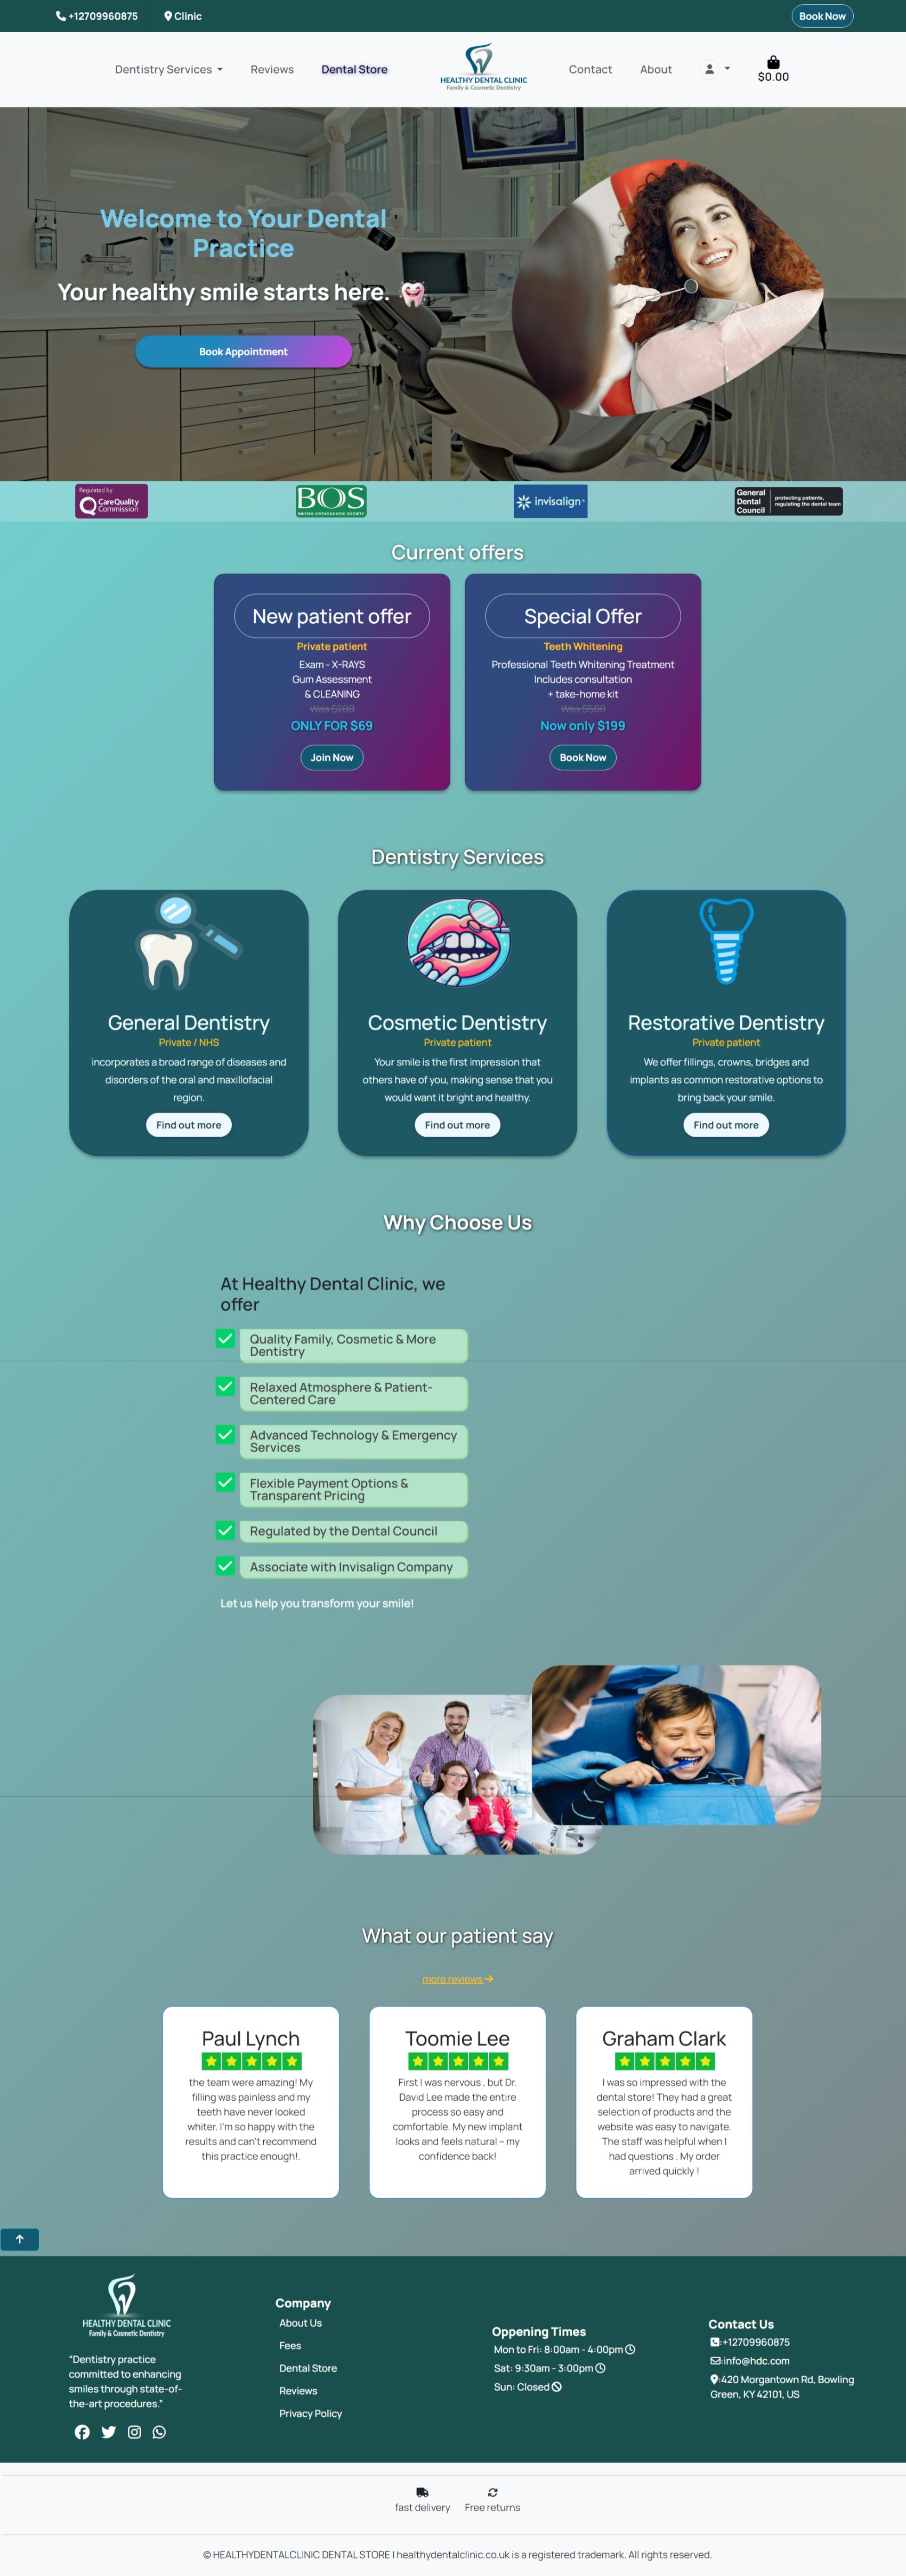 +12709960875
Clinic
Book Now
Dentistry Services
Reviews
Dental Store
HEALTHY DENTAL CLINIC
Family & Cosmetic Dentistry
Contact
About
$0.00
Welcome to Your Dental
Practice
Your healthy smile starts here.
Book Appointment
Regulated by
CareQuality
Commission
BOS
BRITISH ORTHODONTIC SOCIETY
invisalign
General
Dental
Council
protecting patients,
regulating the dental team
Current offers
New patient offer
Private patient
Exam - X-RAYS
Gum Assessment
& CLEANING
Was $200
ONLY FOR $69
Join Now
Special Offer
Teeth Whitening
Professional Teeth Whitening Treatment
Includes consultation
+ take-home kit
Was $500
Now only $199
Book Now
Dentistry Services
General Dentistry
Private / NHS
incorporates a broad range of diseases and
disorders of the oral and maxillofacial
region.
Find out more
Cosmetic Dentistry
Private patient
Your smile is the first impression that
others have of you, making sense that you
would want it bright and healthy.
Find out more
Restorative Dentistry
Private patient
We offer fillings, crowns, bridges and
implants as common restorative options to
bring back your smile.
Find out more
Why Choose Us
At Healthy Dental Clinic, we
offer
Quality Family, Cosmetic & More
Dentistry
Relaxed Atmosphere & Patient-
Centered Care
Advanced Technology & Emergency
Services
Flexible Payment Options &
Transparent Pricing
Regulated by the Dental Council
Associate with Invisalign Company
Let us help you transform your smile!
What our patient say
more reviews
Paul Lynch
the team were amazing! My
filling was painless and my
teeth have never looked
whiter. I'm so happy with the
results and can't recommend
this practice enough!.
Toomie Lee
First I was nervous , but Dr.
David Lee made the entire
process so easy and
comfortable. My new implant
looks and feels natural – my
confidence back!
Graham Clark
I was so impressed with the
dental store! They had a great
selection of products and the
website was easy to navigate.
The staff was helpful when I
had questions . My order
arrived quickly !
HEALTHY DENTAL CLINIC
Family & Cosmetic Dentistry
"Dentistry practice
committed to enhancing
smiles through state-of-
the-art procedures."
Company
About Us
Fees
Dental Store
Reviews
Privacy Policy
Oppening Times
Mon to Fri: 8:00am - 4:00pm
Sat: 9:30am - 3:00pm
Sun: Closed
Contact Us
:+12709960875
:info@hdc.com
:420 Morgantown Rd, Bowling
Green, KY 42101, US
fast delivery
Free returns
© HEALTHYDENTALCLINIC DENTAL STORE | healthydentalclinic.co.uk is a registered trademark. All rights reserved.